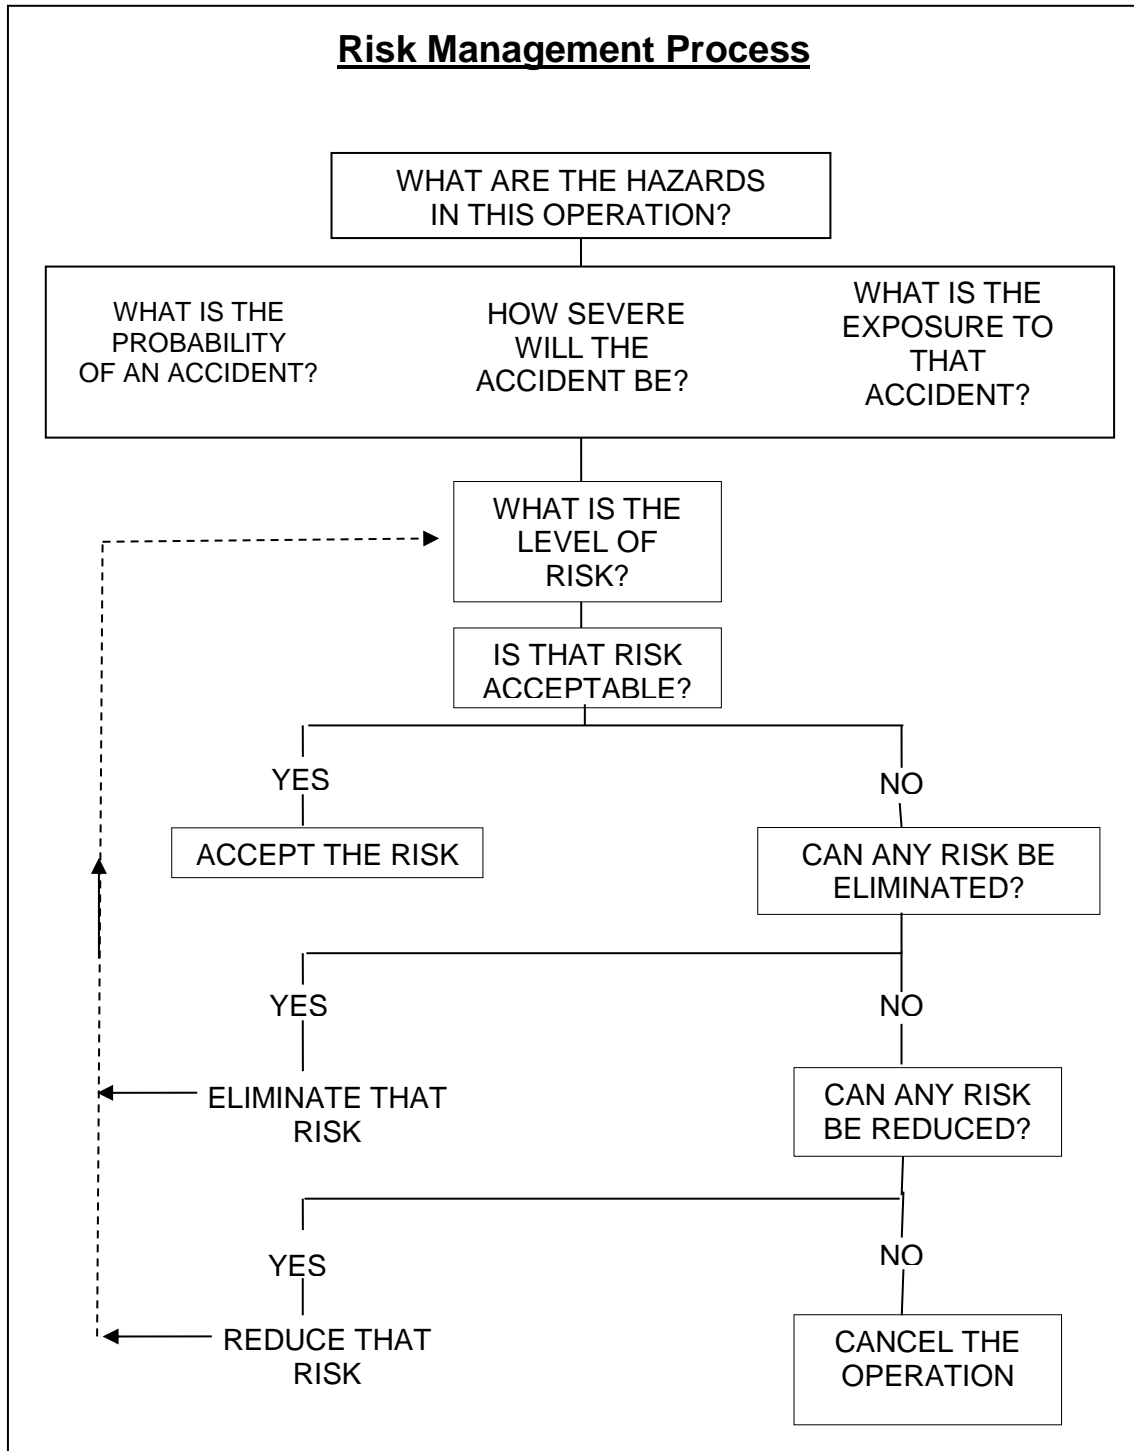 Risk Management Process
WHAT ARE THE HAZARDS
IN THIS OPERATION?
WHAT IS THE
PROBABILITY
OF AN ACCIDENT?
HOW SEVERE
WILL THE
ACCIDENT BE?
WHAT IS THE
EXPOSURE TO
THAT
ACCIDENT?
WHAT IS THE
LEVEL OF
RISK?
IS THAT RISK
ACCEPTABLE?
YES
NO
ACCEPT THE RISK
CAN ANY RISK BE
ELIMINATED?
YES
NO
ELIMINATE THAT
RISK
CAN ANY RISK
BE REDUCED?
YES
NO
REDUCE THAT
RISK
CANCEL THE
OPERATION